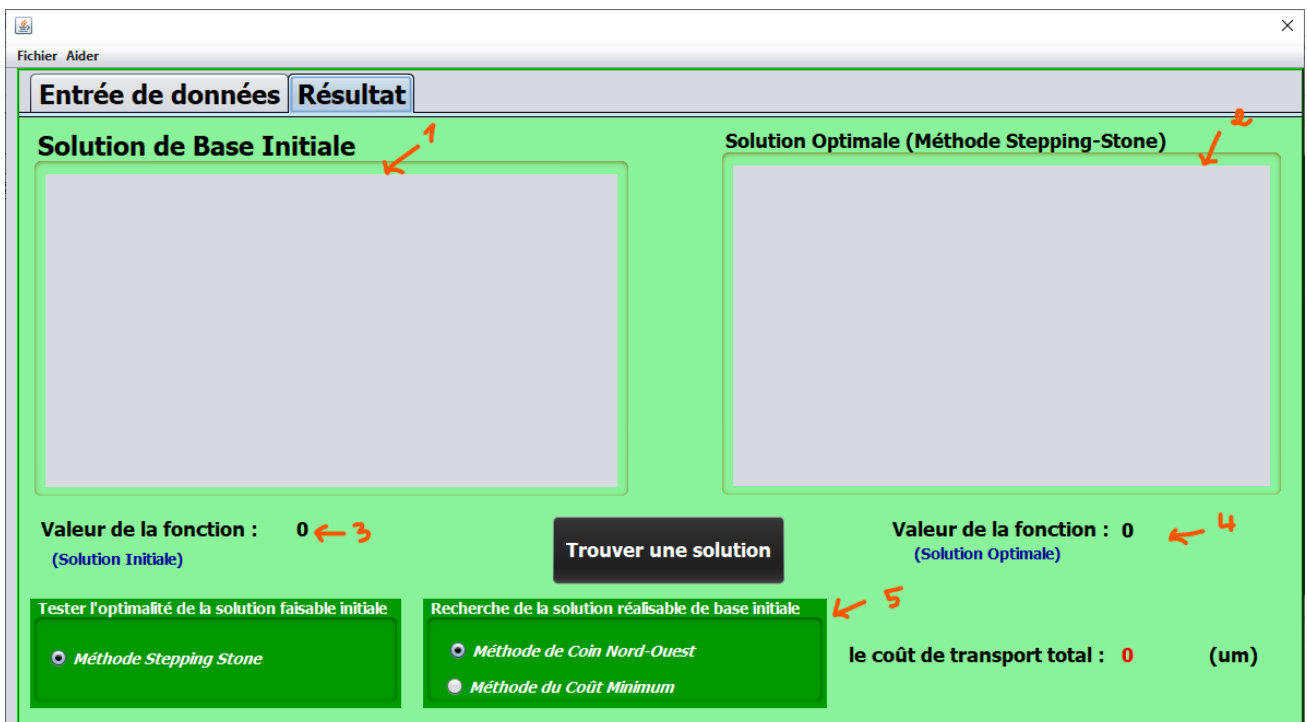 Fichier Aider
Entrée de données Résultat
Solution de Base Initiale
1
Solution Optimale (Méthode Stepping-Stone)
2
Valeur de la fonction : 0
3
(Solution Initiale)
Trouver une solution
Valeur de la fonction : 0
4
(Solution Optimale)
Tester l'optimalité de la solution faisable initiale
Méthode Stepping Stone
Recherche de la solution réalisable de base initiale
5
Méthode de Coin Nord-Ouest
Méthode du Coût Minimum
le coût de transport total : 0 (um)